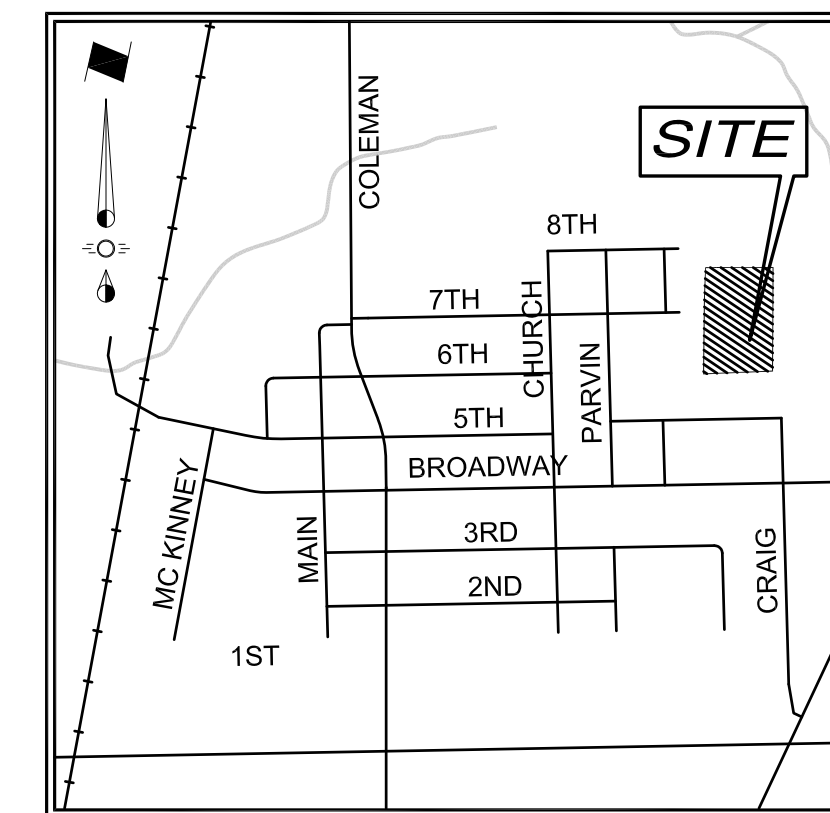 COLEMAN
SITE
8TH
7TH
CHURCH
6TH
PARVIN
5TH
BROADWAY
MC KINNEY
MAIN
3RD
CRAIG
2ND
1ST